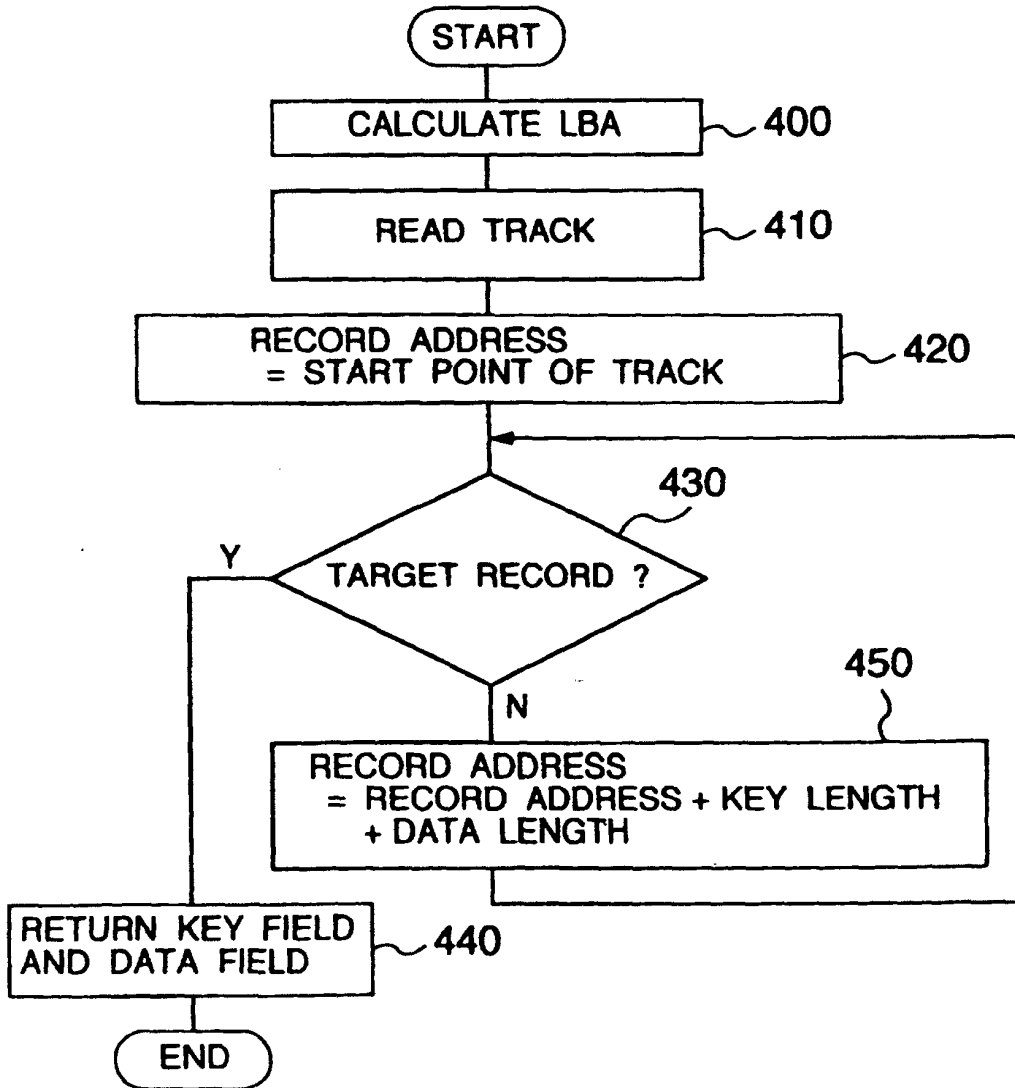 START
CALCULATE LBA
400
READ TRACK
410
RECORD ADDRESS
= START POINT OF TRACK
420
430
TARGET RECORD ?
Y
N
450
RECORD ADDRESS
= RECORD ADDRESS + KEY LENGTH
+ DATA LENGTH
RETURN KEY FIELD
AND DATA FIELD
440
END